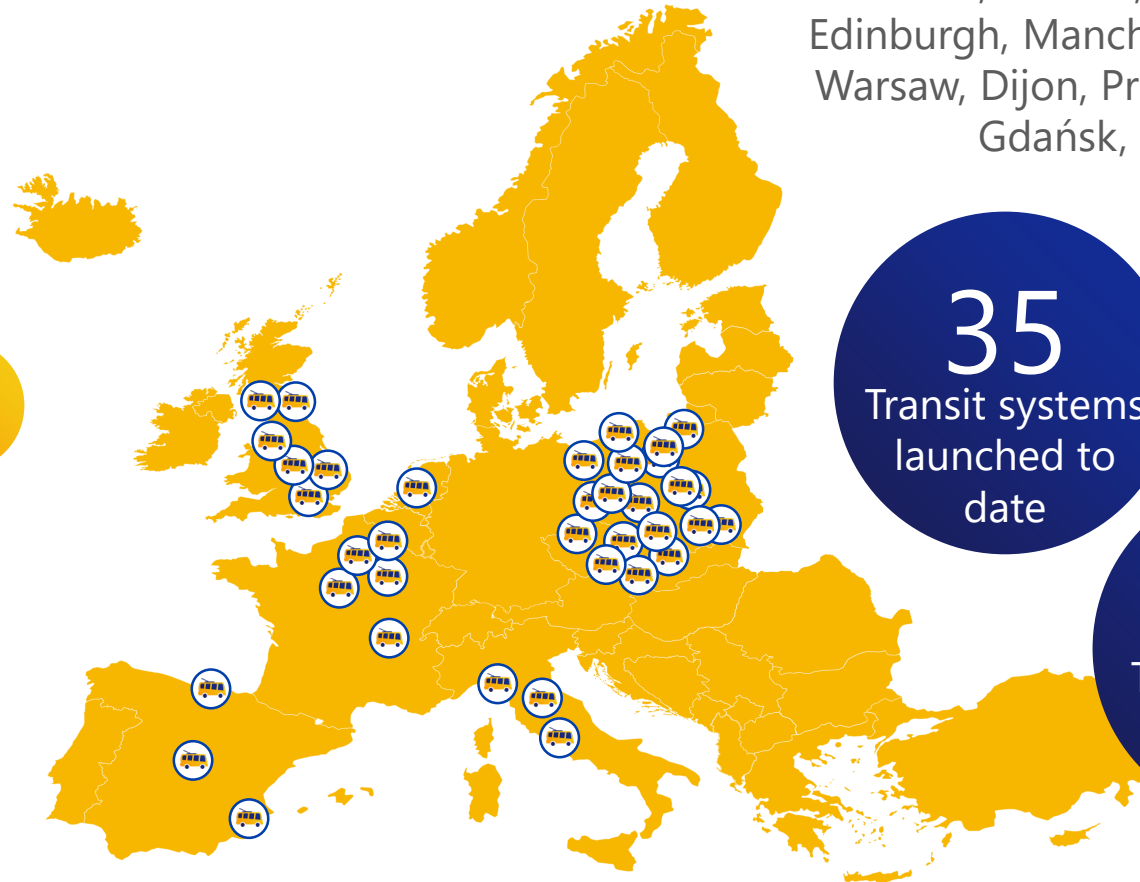 Edinburgh, Manch
Warsaw, Dijon, Pr
Gdańsk,
35
Transit systems
launched to
date